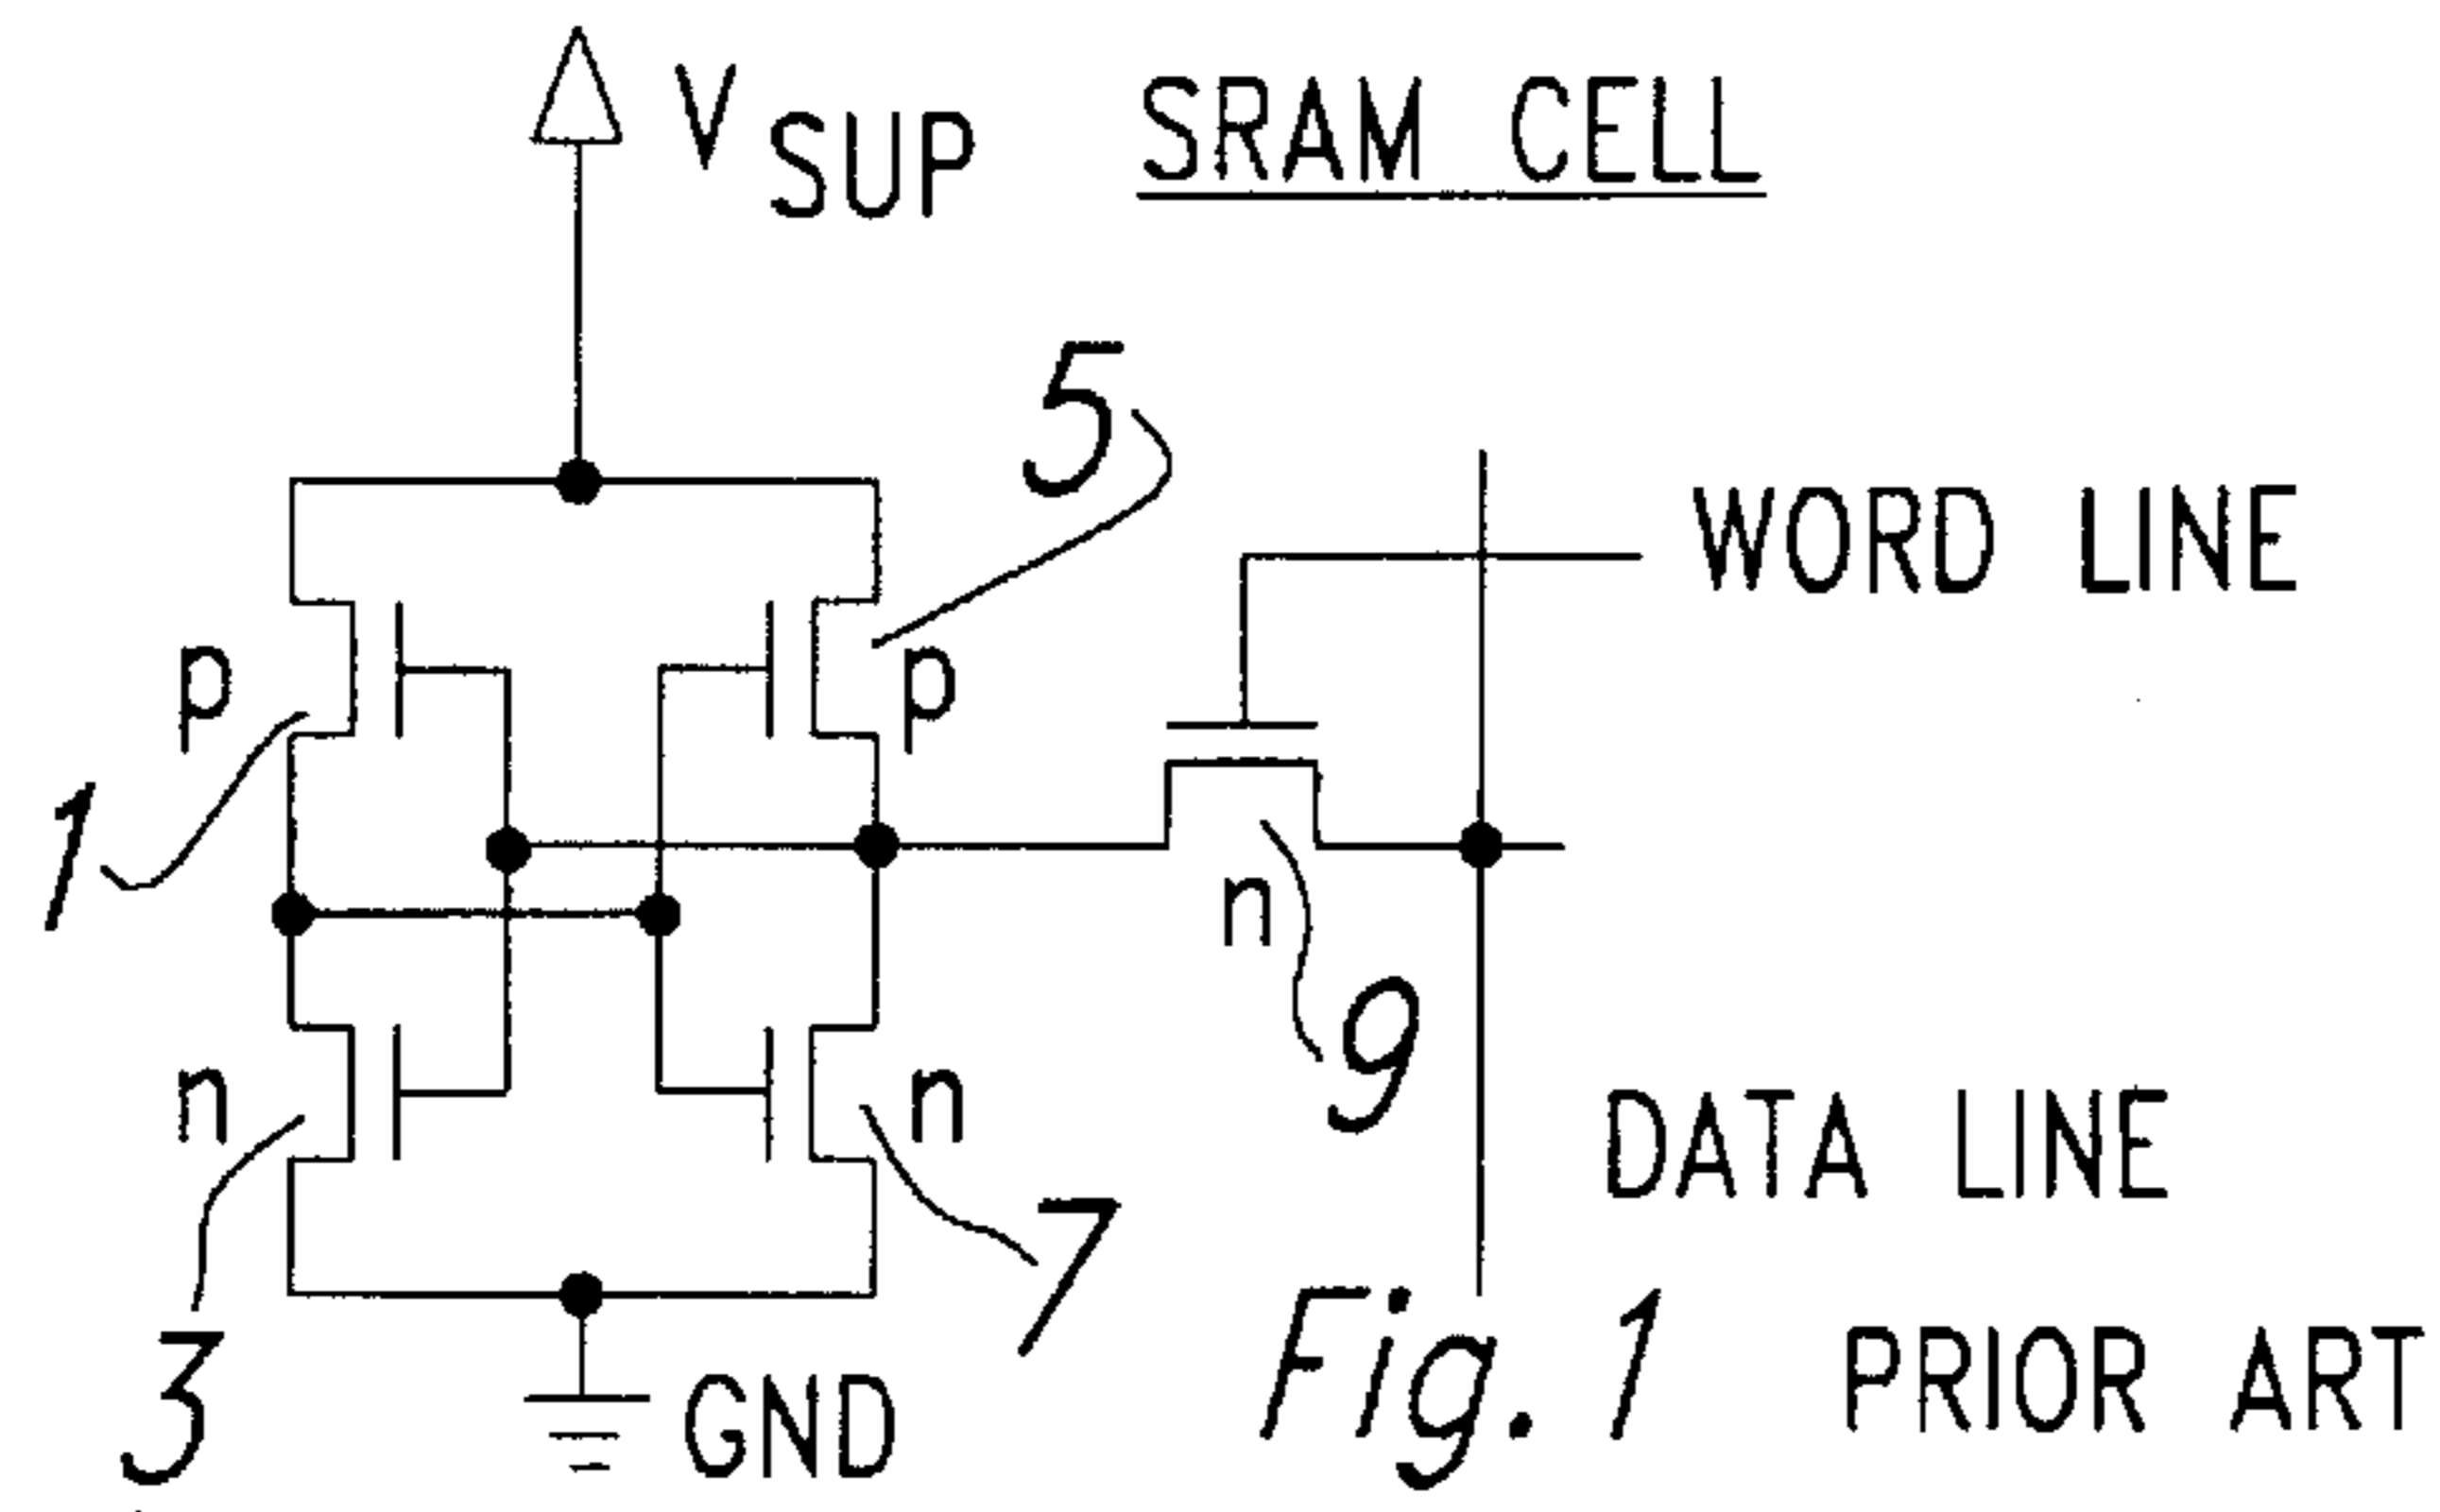 V SUP
SRAM CELL
5
WORD LINE
p
p
1
n
9
n
n
DATA LINE
7
3
GND
Fig. 1
PRIOR ART